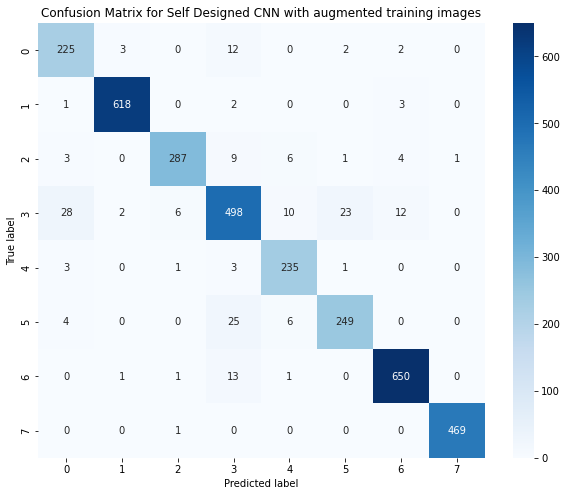 Confusion Matrix for Self Designed CNN with augmented training images
0 225 3 0 12 0 2 2 0
1 1 618 0 2 0 0 3 0
2 3 0 287 9 6 1 4 1
3 28 2 6 498 10 23 12 0
4 3 0 1 3 235 1 0 0
5 4 0 0 25 6 249 0 0
6 0 1 1 13 1 0 650 0
7 0 0 1 0 0 0 0 469
0 1 2 3 4 5 6 7
True label
Predicted label
600
500
400
300
200
100
0